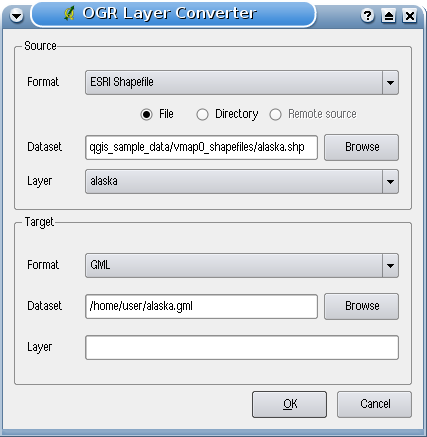 OGR Layer Converter
Source
Format ESRI Shapefile
File Directory Remote source
Dataset qgis_sample_data/vmap0_shapefiles/alaska.shp Browse
Layer alaska
Target
Format GML
Dataset /home/user/alaska.gml Browse
Layer
OK Cancel